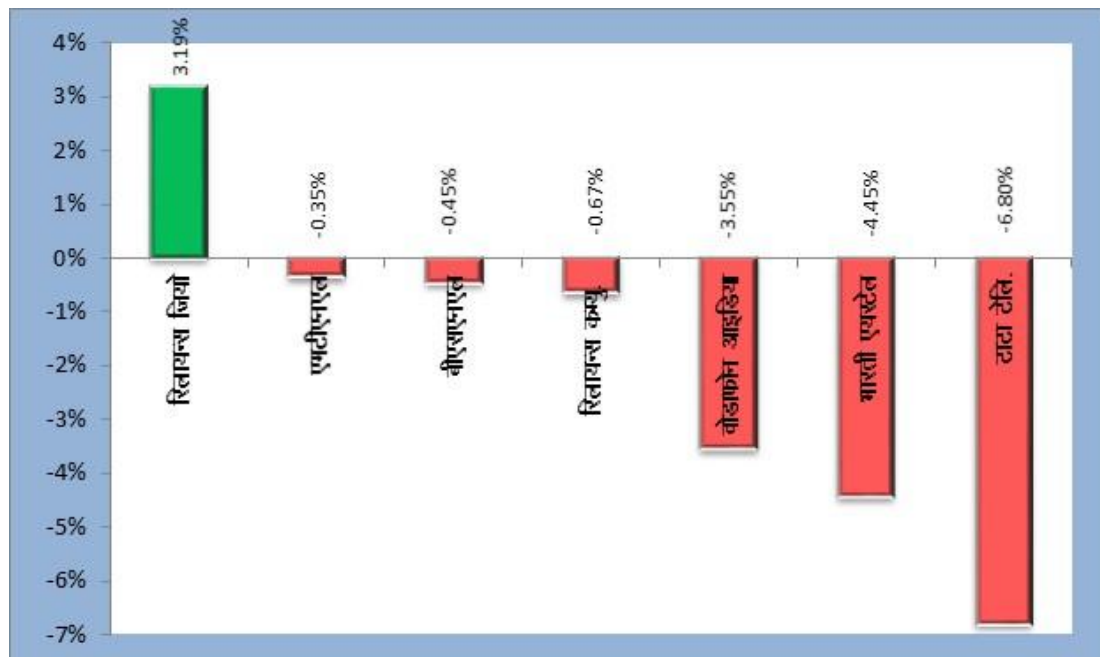 4%
3%
2%
1%
0%
-1%
-2%
-3%
-4%
-5%
-6%
-7%
3.19%
-0.35%
-0.45%
-0.67%
-3.55%
-4.45%
-6.80%
रिलायन्स जियो
एमटीएनएल
बीएसएनएल
रिलायन्स कम्यु.
वोडाफोन आइडिया
भारती एयरटेल
टाटा टेलि.